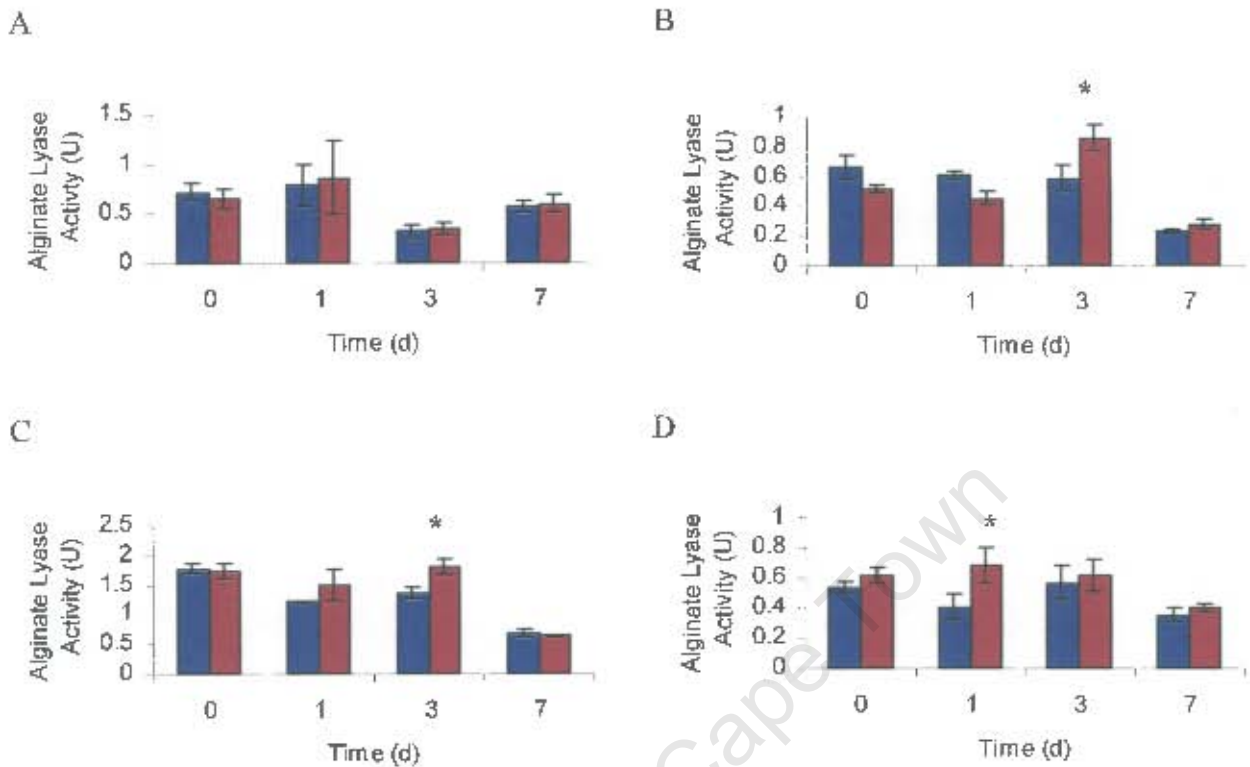 A
Alginate Lyase
Activty (U)
1.5
1
0.5
0
0 1 3 7
Time (d)
B
*
Alginate Lyase
Activity (U)
1
0.8
0.6
0.4
0.2
0
0 1 3 7
Time (d)
C
*
Alginate Lyase
Activity (U)
2.5
2
1.5
1
0.5
0
0 1 3 7
Time (d)
D
*
Alginate Lyase
Activity (U)
1
0.8
0.6
0.4
0.2
0
0 1 3 7
Time (d)
Cape Town